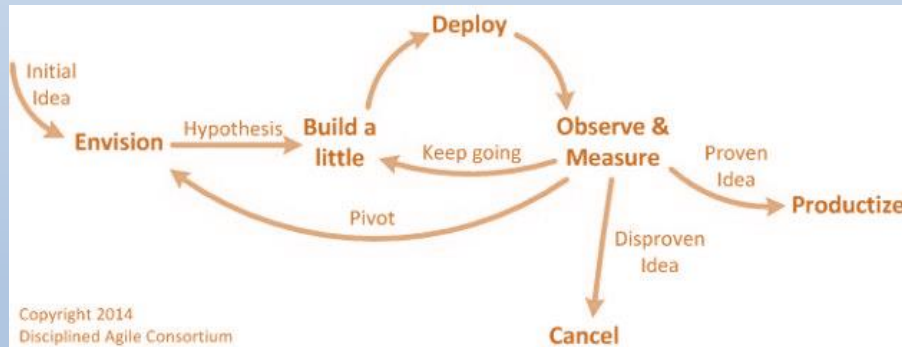 Deploy
Initial
Idea
Envision
Hypothesis
Build a
little
Observe &
Measure
Keep going
Proven
Idea
Productize
Pivot
Disproven
Idea
Cancel
Copyright 2014
Disciplined Agile Consortium